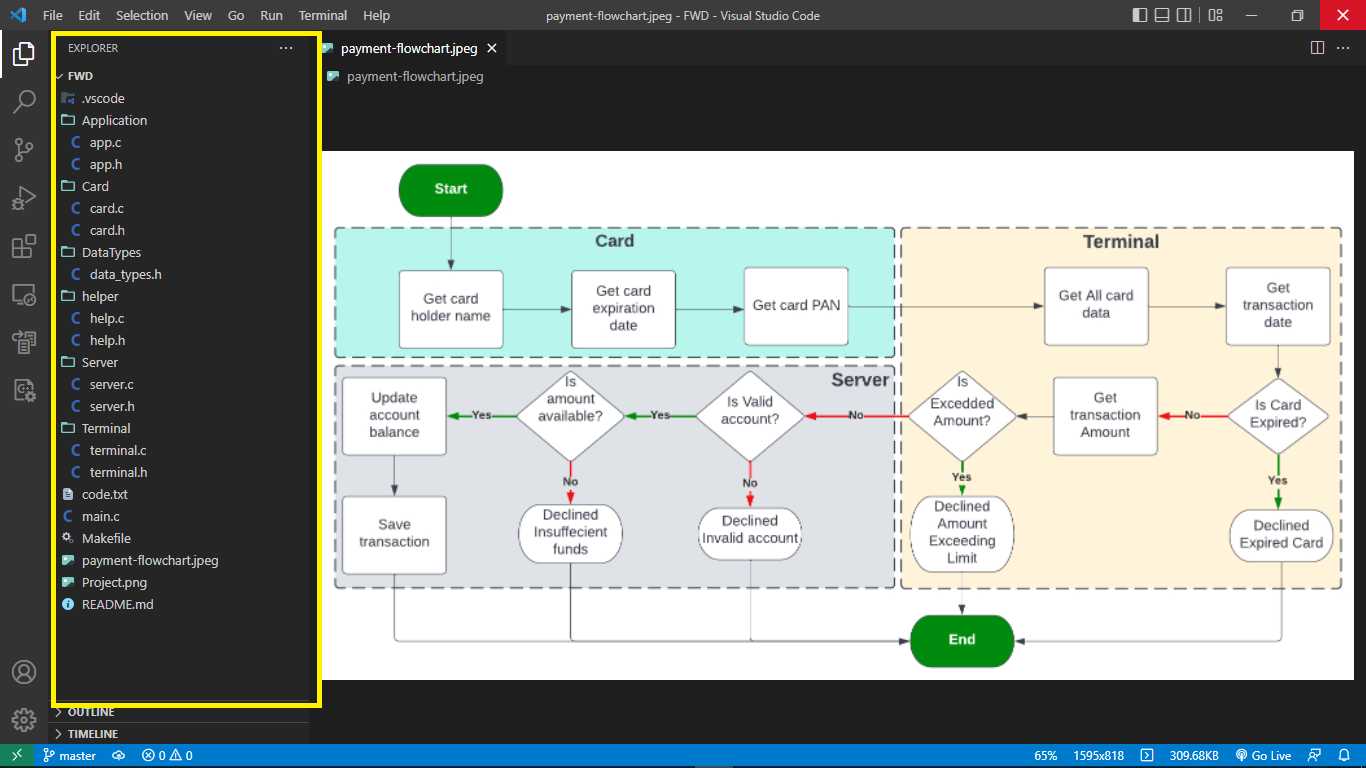 File Edit Selection View Go Run Terminal Help
payment-flowchart.jpeg - FWD - Visual Studio Code
EXPLORER
FWD
.vscode
Application
app.c
app.h
Card
card.c
card.h
DataTypes
data_types.h
helper
help.c
help.h
Server
server.c
server.h
Terminal
terminal.c
terminal.h
code.txt
main.c
Makefile
payment-flowchart.jpeg
Project.png
README.md
OUTLINE
TIMELINE
payment-flowchart.jpeg
payment-flowchart.jpeg
Start
Card
Get card
holder name
Get card
expiration
date
Get card PAN
Terminal
Get All card
data
Get
transaction
date
Is Card
Expired?
No
Yes
Declined
Expired Card
Get
transaction
Amount
Is
Excedded
Amount?
No
Yes
Declined
Amount
Exceeding
Limit
Server
Is Valid
account?
Yes
No
Declined
Invalid account
Is
amount
available?
Yes
No
Declined
Insuffecient
funds
Update
account
balance
Save
transaction
End
master
0 0
65%
1595x818
309.68KB
Go Live